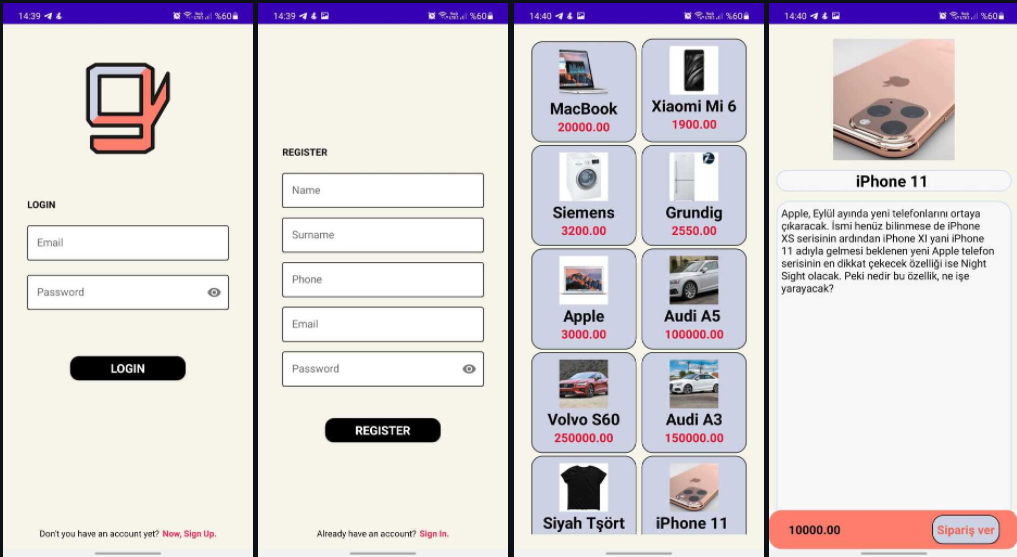 14:39
%60
LOGIN
Email
Password
LOGIN
Don't you have an account yet? Now, Sign Up.
14:39
%60
REGISTER
Name
Surname
Phone
Email
Password
REGISTER
Already have an account? Sign In.
14:40
%60
MacBook
20000.00
Xiaomi Mi 6
1900.00
Siemens
3200.00
Grundig
2550.00
Apple
3000.00
Audi A5
100000.00
Volvo S60
250000.00
Audi A3
150000.00
Siyah Tşört
iPhone 11
14:40
%60
iPhone 11
Apple, Eylül ayında yeni telefonlarını ortaya
çıkaracak. İsmi henüz bilinmese de iPhone
XS serisinin ardından iPhone XI yani iPhone
11 adıyla gelmesi beklenen yeni Apple telefon
serisinin en dikkat çekecek özelliği ise Night
Sight olacak. Peki nedir bu özellik, ne işe
yarayacak?
10000.00
Sipariş ver